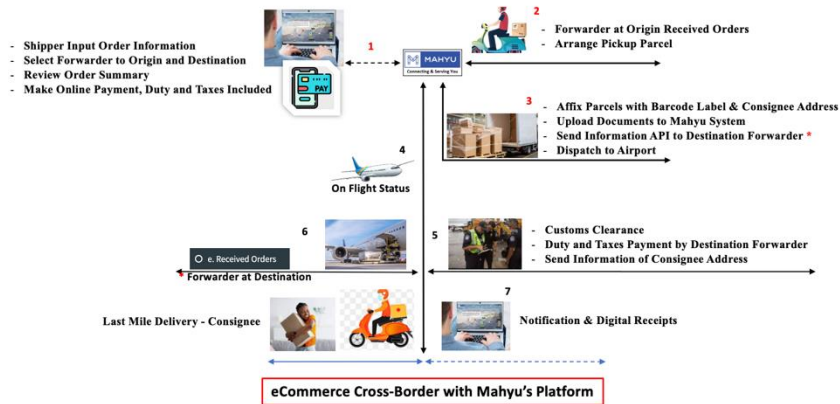 - Shipper Input Order Information
- Select Forwarder to Origin and Destination
- Review Order Summary
- Make Online Payment, Duty and Taxes Included
PAY
1
MAHYU
Connecting & Serving You
2
- Forwarder at Origin Received Orders
- Arrange Pickup Parcel
3
- Affix Parcels with Barcode Label & Consignee Address
- Upload Documents to Mahyu System
- Send Information API to Destination Forwarder *
- Dispatch to Airport
4
On Flight Status
6
e. Received Orders
* Forwarder at Destination
5
- Customs Clearance
- Duty and Taxes Payment by Destination Forwarder
- Send Information of Consignee Address
Last Mile Delivery - Consignee
7
Notification & Digital Receipts
eCommerce Cross-Border with Mahyu's Platform